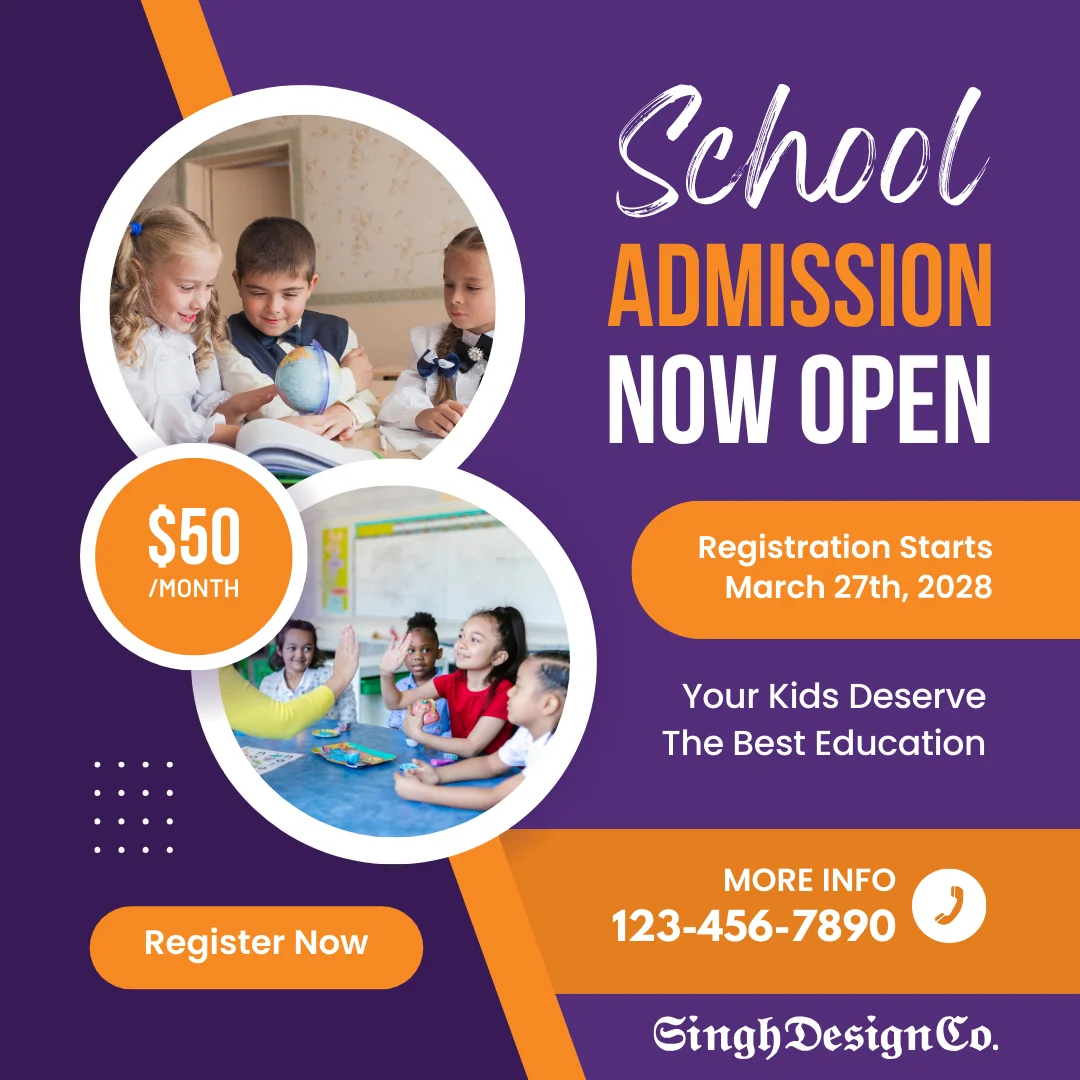 School
ADMISSION
NOW OPEN
$50
/MONTH
Registration Starts
March 27th, 2028
Your Kids Deserve
The Best Education
MORE INFO
123-456-7890
Register Now
SinghDesignCo.